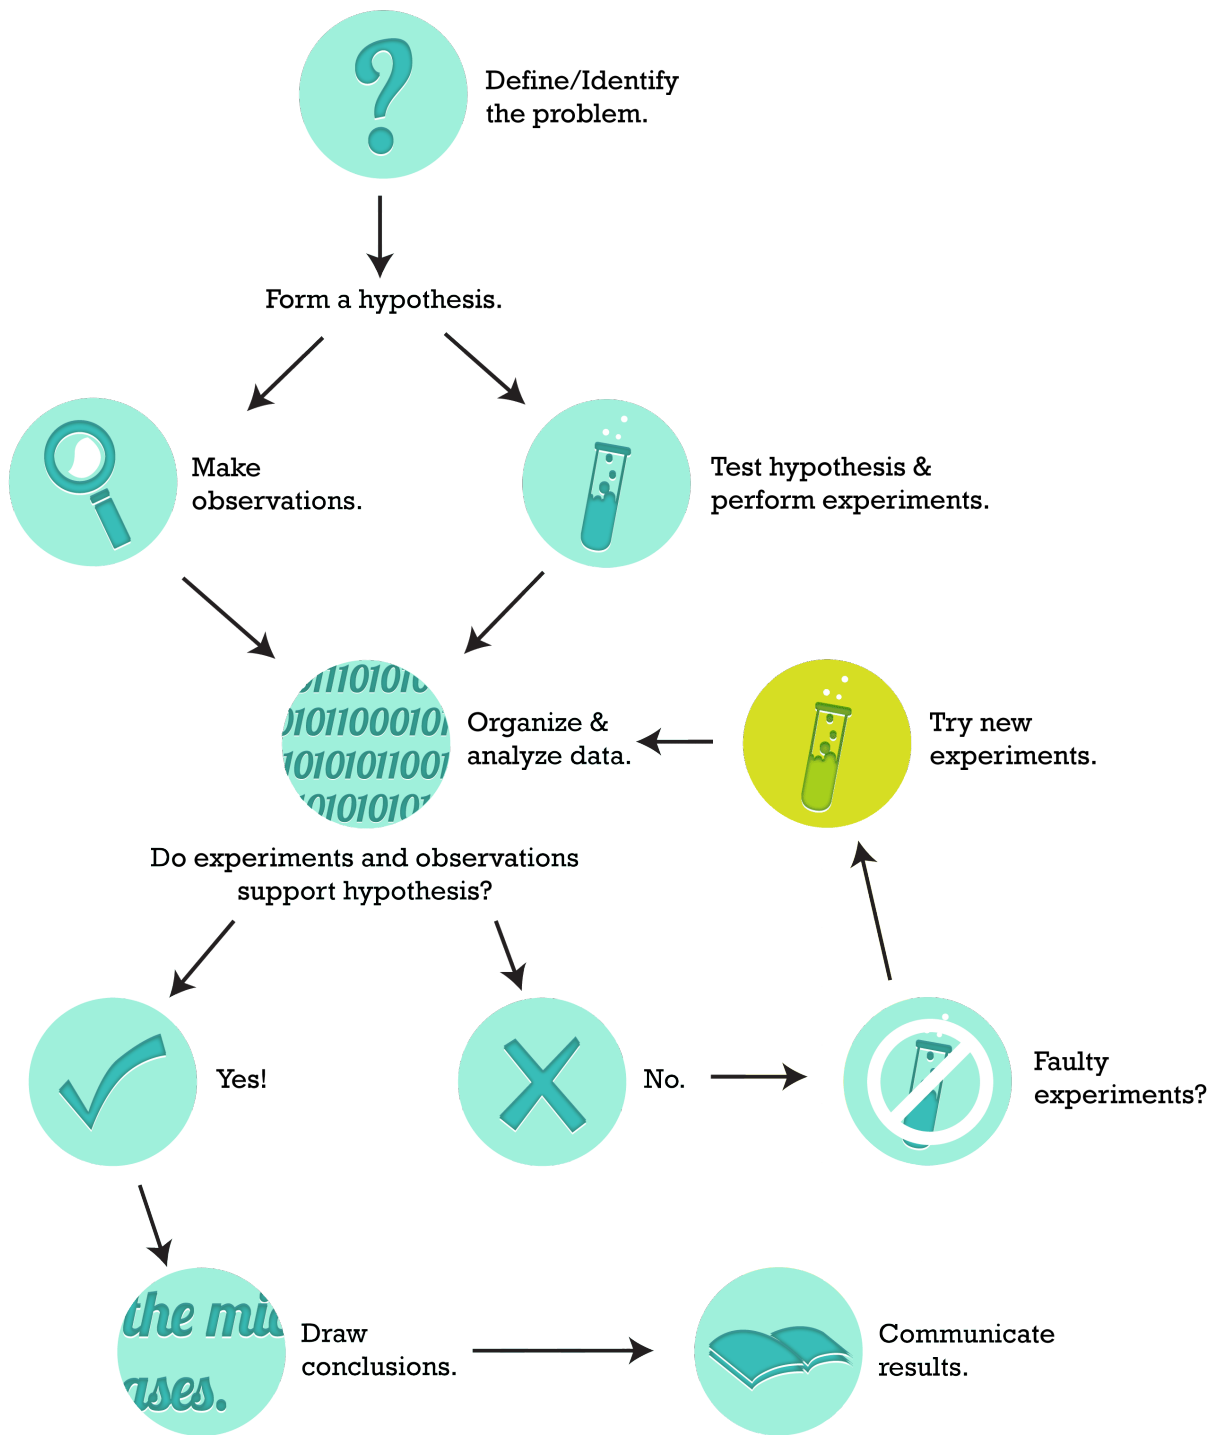 Define/Identify
the problem.
Form a hypothesis.
Make
observations.
Test hypothesis &
perform experiments.
Organize &
analyze data.
Try new
experiments.
Do experiments and observations
support hypothesis?
Yes!
No.
Faulty
experiments?
the
Draw
conclusions.
Communicate
results.